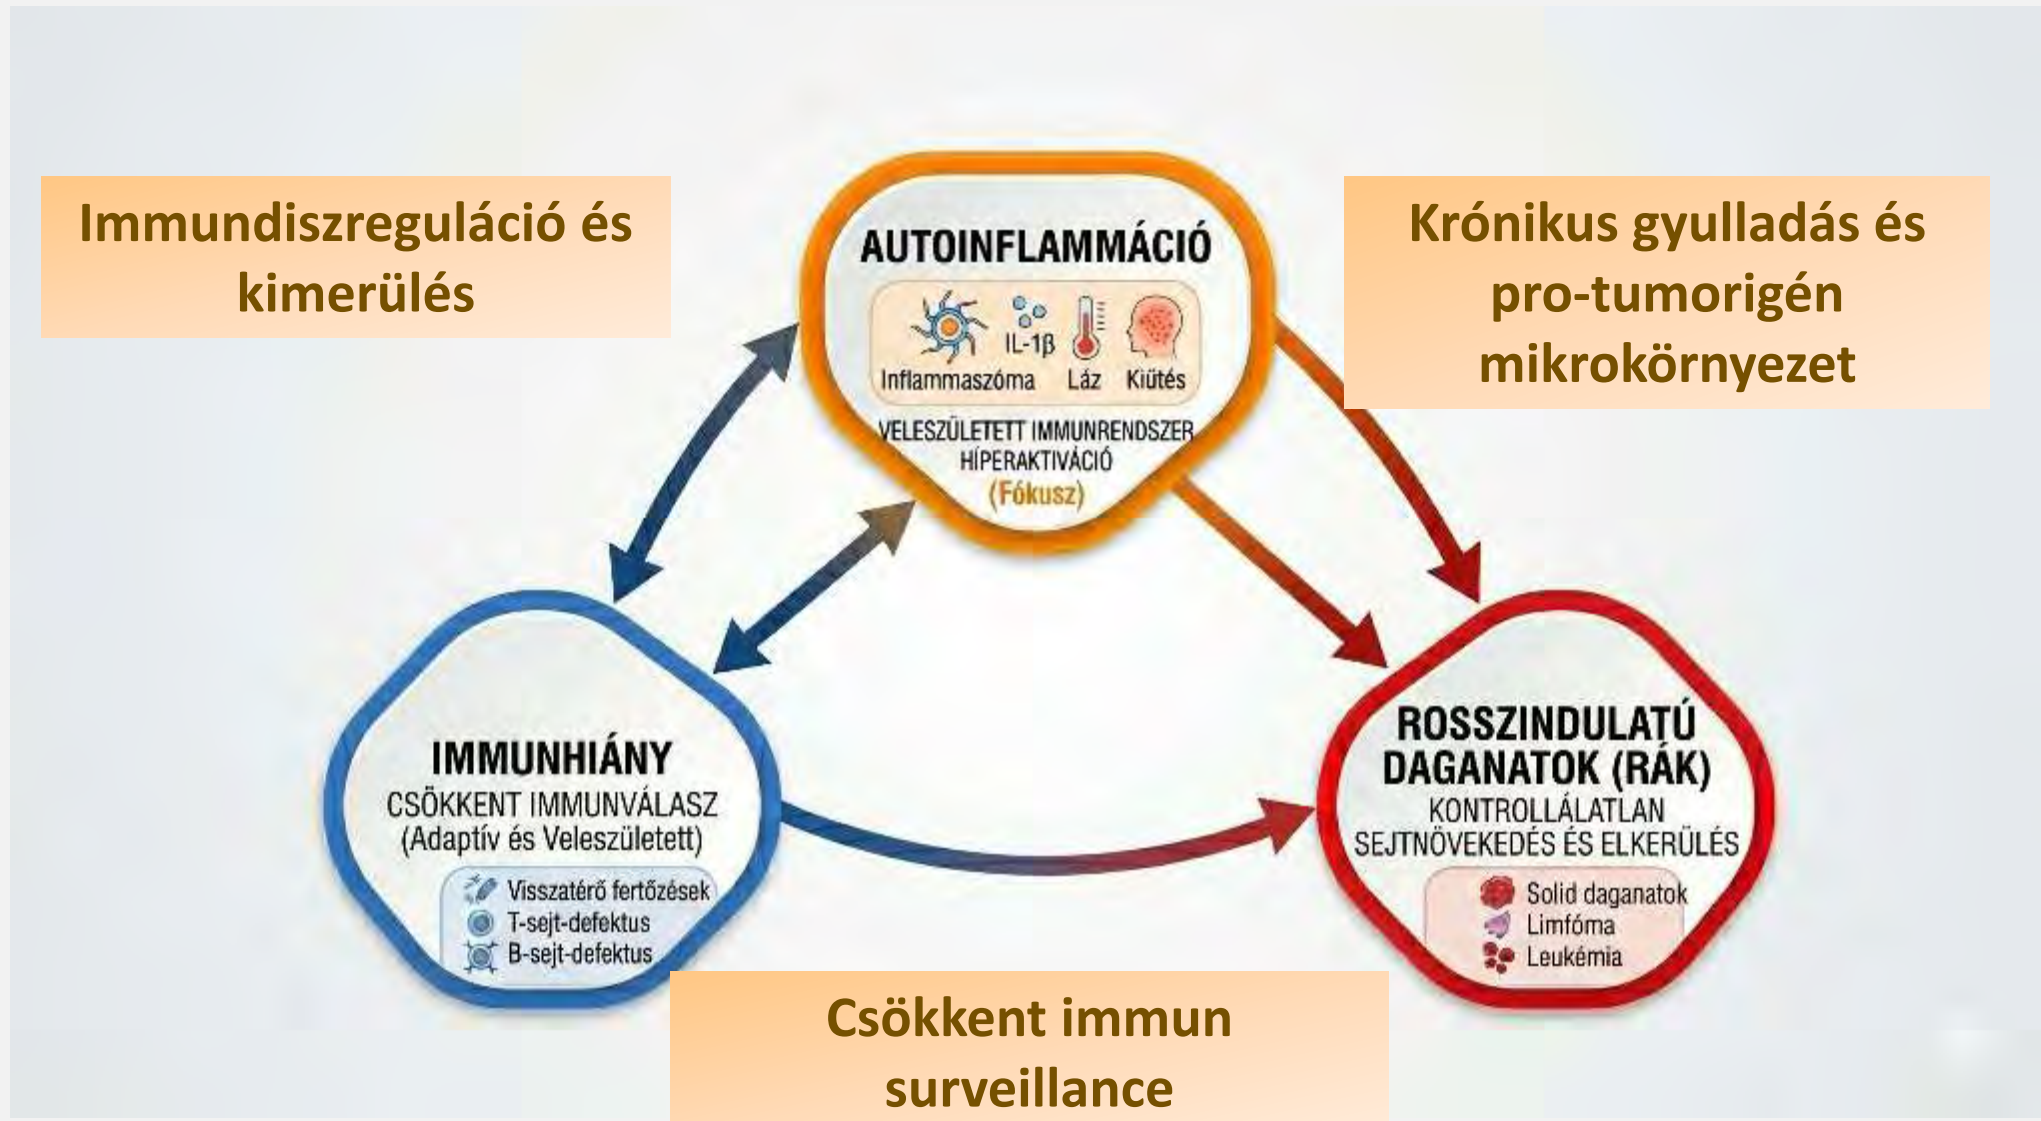 Immundiszreguláció és
kimerülés
Krónikus gyulladás és
pro-tumorigén
mikrokörnyezet
AUTOINFLAMMÁCIÓ
IL-1β
Inflammaszóma Láz Kiűtés
VELESZÜLETETT IMMUNRENDSZER
HÍPERAKTIVÁCIÓ
(Fókusz)
IMMUNHIÁNY
CSÖKKENT IMMUNVÁLASZ
(Adaptív és Veleszületett)
Visszatérő fertőzések
T-sejt-defektus
B-sejt-defektus
ROSSZINDULATÚ
DAGANATOK (RÁK)
KONTROLLÁLATLAN
SEJTNÖVEKEDÉS ÉS ELKERÜLÉS
Solid daganatok
Limfóma
Leukémia
Csökkent immun
surveillance